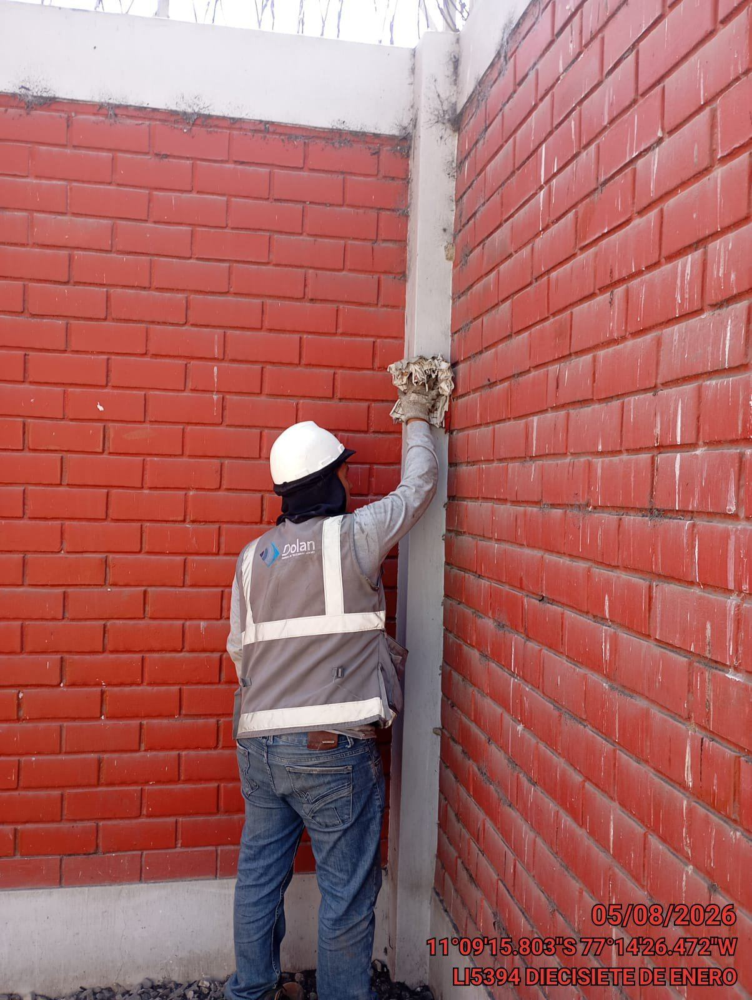 Dolan
05/08/2026
11°09'15.803"S 77°14'26.472"W
LI5394 DIECISIETE DE ENERO